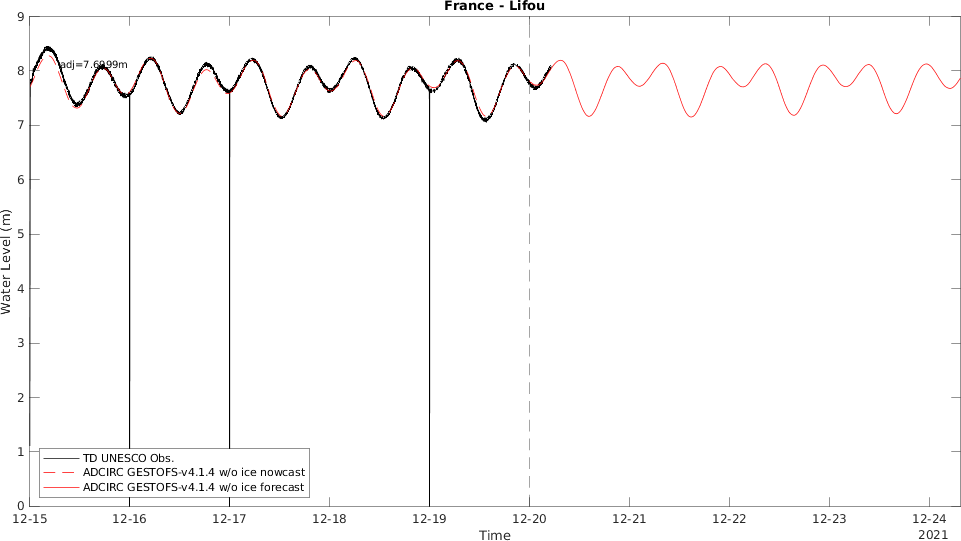 France - Lifou
9
8
7
6
5
4
3
2
1
0
Water Level (m)
adj=7.6999m
TD UNESCO Obs.
ADCIRC GESTOFS-v4.1.4 w/o ice nowcast
ADCIRC GESTOFS-v4.1.4 w/o ice forecast
12-15 12-16 12-17 12-18 12-19 12-20 12-21 12-22 12-23 12-24
Time
2021